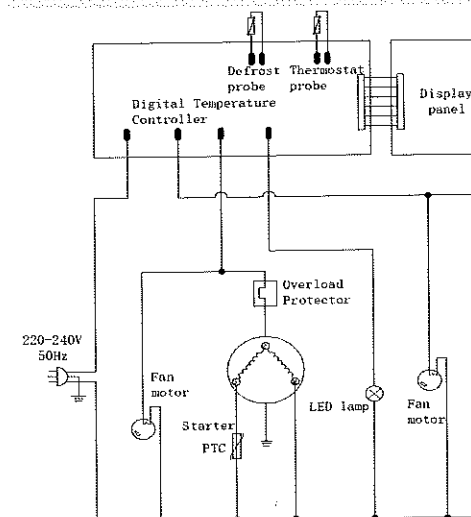 Defrost
probe
Thermostat
probe
Digital Temperature
Controller
Display
panel
Overload
Protector
220-240V
50Hz
Fan
motor
Starter
PTC
LED lamp
Fan
motor